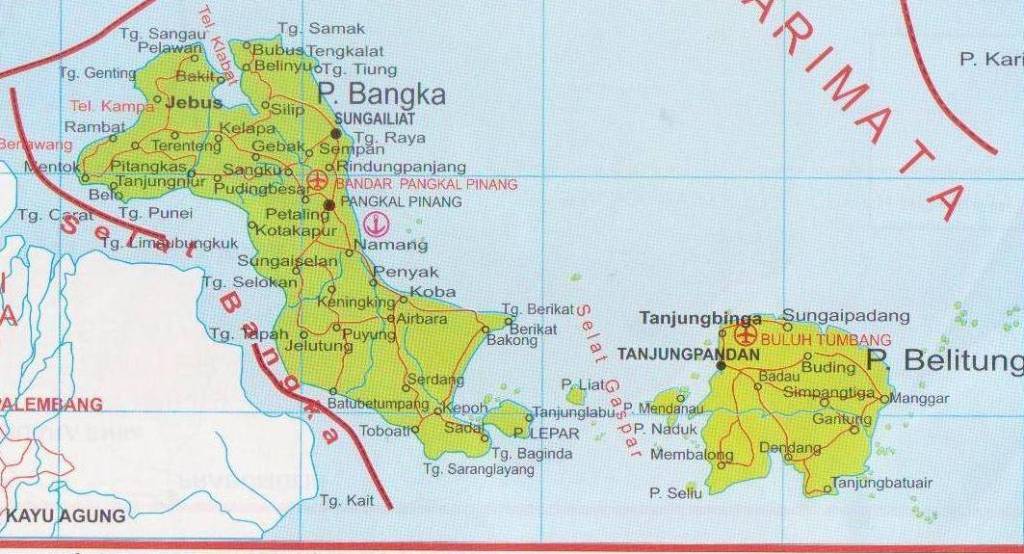 Tg. Samak
Tg. Sangau
Tel. Klabat
Pelawan
Bubus
Tengkalat
Belinyu
Tg. Tiung
Tg. Genting
Bakit
P. Bangka
Tel. Kampa
Jebus
Silip
SUNGAILIAT
Rambat
Kelapa
Tg. Raya
Terenteng
Gebak
Sempan
Mentok
Pitangkas
Sangku
Rindungpanjang
Tanjungniur
Pudingbesar
BANDAR PANGKAL PINANG
Belo
PANGKAL PINANG
Tg. Carat
Tg. Punei
Petaling
Kotakapur
Tg. Limaubungkuk
Namang
Sungaiselan
Penyak
Tg. Selokan
Koba
Keningking
Airbara
Tg. Berikat
Berikat
Bakong
Tg. Tapah
Puyung
Jelutung
Serdang
Batubetumpang
Kepoh
Toboati
Sadai
Tanjunglabu
P. LEPAR
Tg. Baginda
Tg. Saranglayang
Tg. Kait
Selat Bangka
PALEMBANG
KAYU AGUNG
Selat Gaspar
P. Liat
P. Mendanau
P. Naduk
Membalong
P. Seliu
Tanjungbinga
Sungaipadang
BULUH TUMBANG
TANJUNGPANDAN
P. Belitung
Buding
Badau
Simpangtiga
Manggar
Gantung
Dendang
Tanjungbatuair
ARIMATA
P. Kari